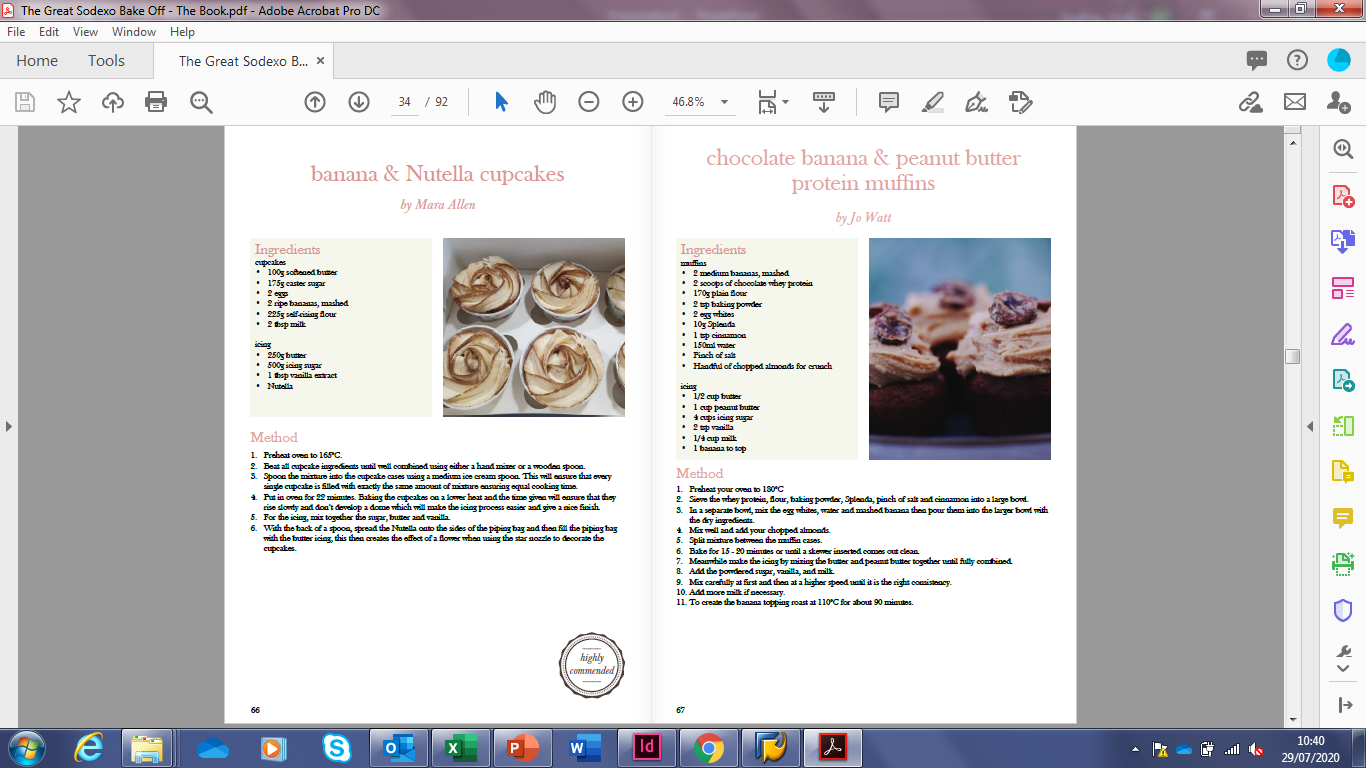 The Great Sodexo Bake Off - The Book.pdf - Adobe Acrobat Pro DC
File Edit View Window Help
Home Tools The Great Sodexo B... ×
34 / 92 46.8%
banana & Nutella cupcakes
by Mara Allen
Ingredients
cupcakes
• 100g softened butter
• 175g caster sugar
• 2 eggs
• 2 ripe bananas, mashed
• 225g self-rising flour
• 2 tbsp milk
icing
• 250g butter
• 500g icing sugar
• 1 tbsp vanilla extract
• Nutella
Method
1. Preheat oven to 165ºC.
2. Beat all cupcake ingredients until well combined using either a hand mixer or a wooden spoon.
3. Spoon the mixture into the cupcake cases using a medium ice cream spoon. This will ensure that every
single cupcake is filled with exactly the same amount of mixture ensuring equal cooking time.
4. Put in oven for 22 minutes. Baking the cupcakes on a lower heat and the time given will ensure that they
rise slowly and don't develop a dome which will make the icing process easier and give a nice finish.
5. For the icing, mix together the sugar, butter and vanilla.
6. With the back of a spoon, spread the Nutella onto the sides of the piping bag and then fill the piping bag
with the butter icing, this then creates the effect of a flower when using the star nozzle to decorate the
cupcakes.
highly
commended
66
chocolate banana & peanut butter
protein muffins
by Jo Watt
Ingredients
muffins
• 2 medium bananas, mashed
• 2 scoops of chocolate whey protein
• 170g plain flour
• 2 tsp baking powder
• 2 egg whites
• 10g Splenda
• 1 tsp cinnamon
• 150ml water
• Pinch of salt
• Handful of chopped almonds for crunch
icing
• 1/2 cup butter
• 1 cup peanut butter
• 4 cups icing sugar
• 2 tsp vanilla
• 1/4 cup milk
• 1 banana to top
Method
1. Preheat your oven to 180ºC
2. Sieve the whey protein, flour, baking powder, Splenda, pinch of salt and cinnamon into a large bowl.
3. In a separate bowl, mix the egg whites, water and mashed banana then pour them into the larger bowl with
the dry ingredients.
4. Mix well and add your chopped almonds.
5. Split mixture between the muffin cases.
6. Bake for 15 - 20 minutes or until a skewer inserted comes out clean.
7. Meanwhile make the icing by mixing the butter and peanut butter together until fully combined.
8. Add the powdered sugar, vanilla, and milk.
9. Mix carefully at first and then at a higher speed until it is the right consistency.
10. Add more milk if necessary.
11. To create the banana topping roast at 110ºC for about 90 minutes.
67
10:40
29/07/2020